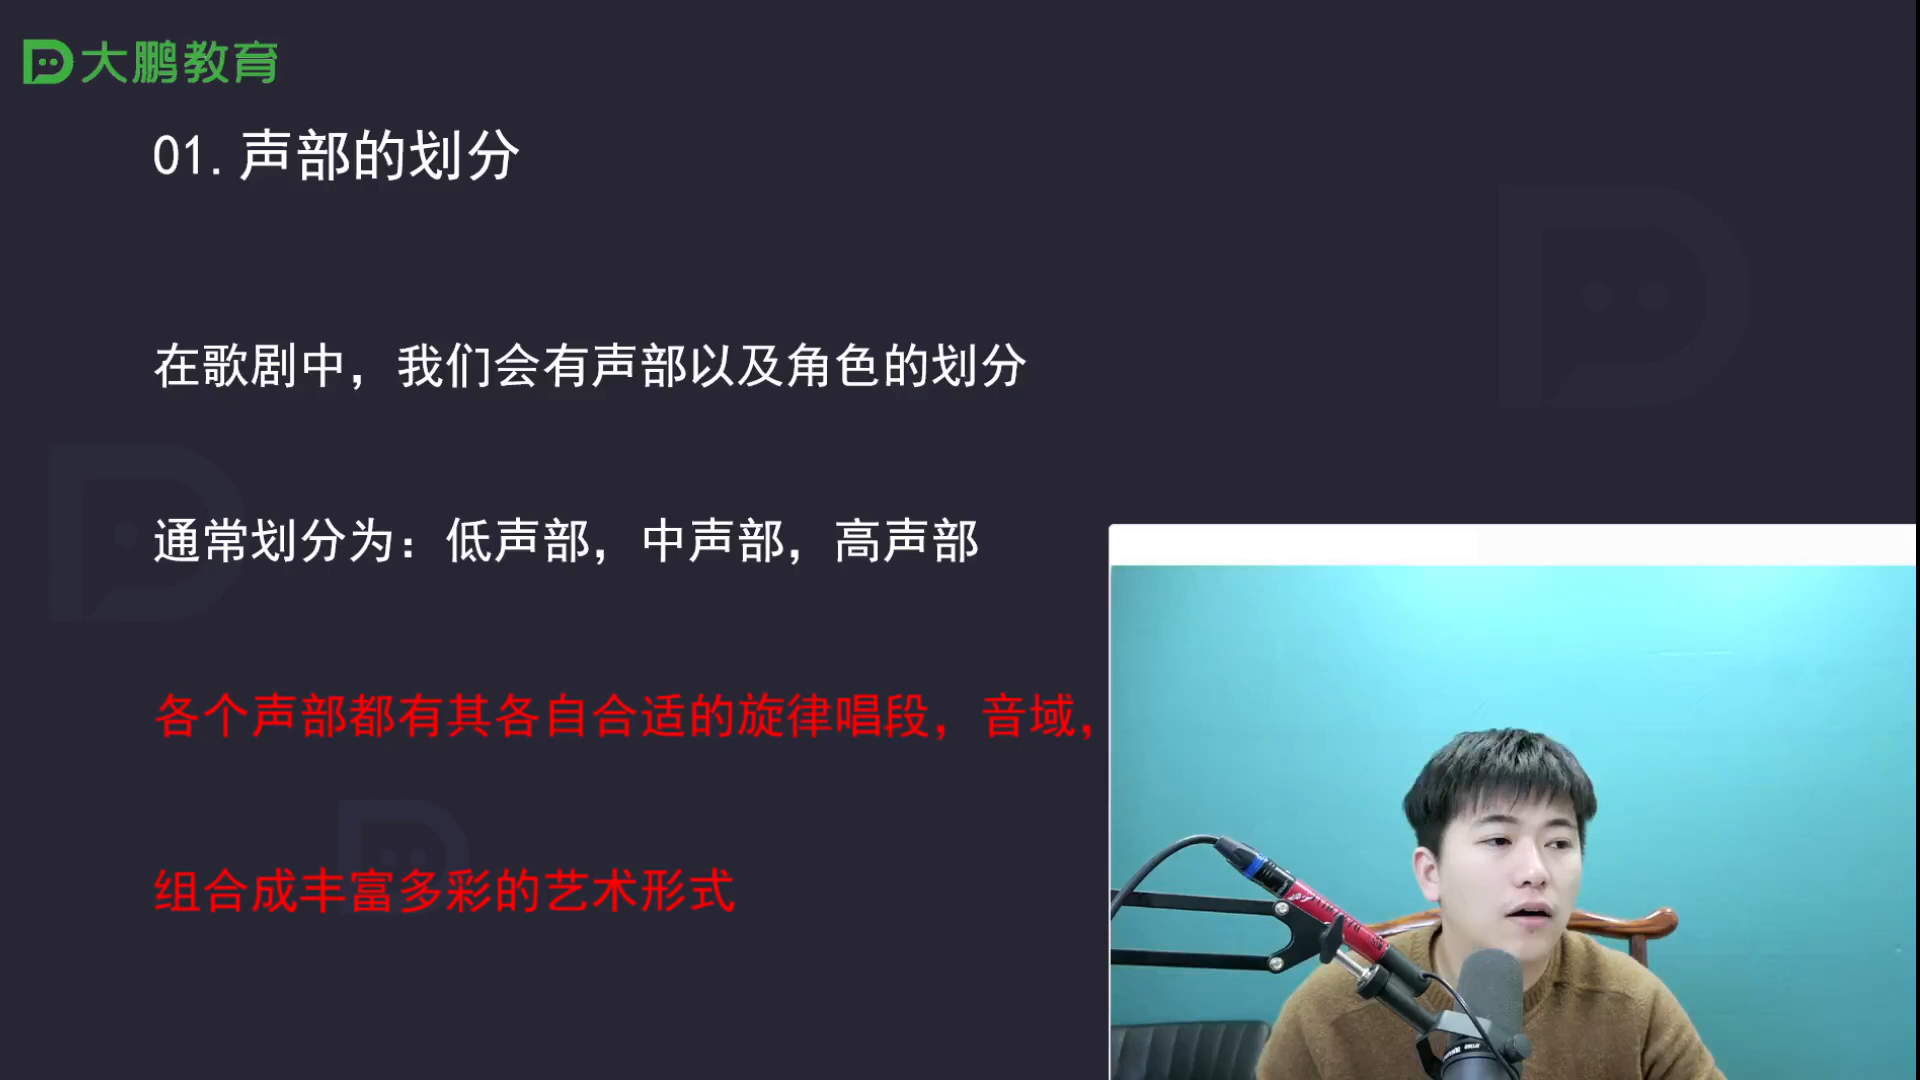 大鹏教育
01.声部的划分
在歌剧中，我们会有声部以及角色的划分
通常划分为：低声部，中声部，高声部
各个声部都有其各自合适的旋律唱段，音域，
组合成丰富多彩的艺术形式